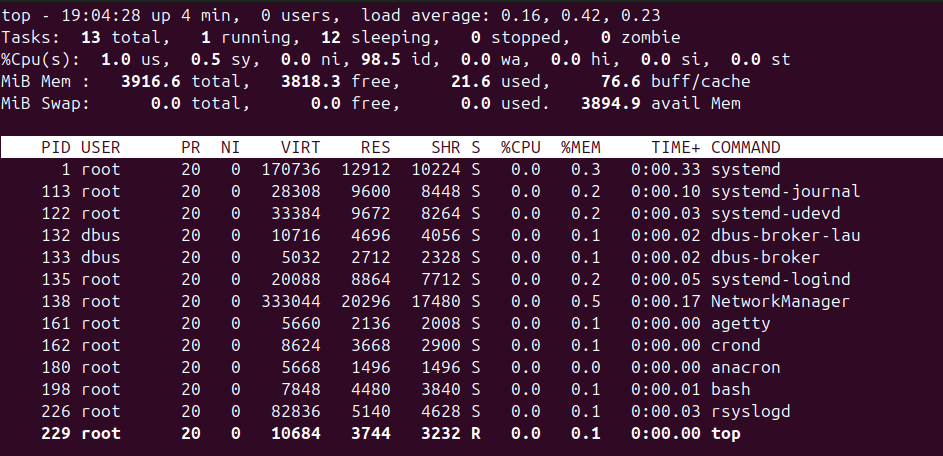 top - 19:04:28 up 4 min,  0 users,  load average: 0.16, 0.42, 0.23
Tasks:  13 total,   1 running,  12 sleeping,   0 stopped,   0 zombie
%Cpu(s):  1.0 us,  0.5 sy,  0.0 ni, 98.5 id,  0.0 wa,  0.0 hi,  0.0 si,  0.0 st
MiB Mem :   3916.6 total,   3818.3 free,     21.6 used,     76.6 buff/cache
MiB Swap:      0.0 total,      0.0 free,      0.0 used.   3894.9 avail Mem
    PID USER      PR  NI    VIRT    RES    SHR S  %CPU  %MEM     TIME+ COMMAND
      1 root      20   0  170736  12912  10224 S   0.0   0.3   0:00.33 systemd
    113 root      20   0   28308   9600   8448 S   0.0   0.2   0:00.10 systemd-journal
    122 root      20   0   33384   9672   8264 S   0.0   0.2   0:00.03 systemd-udevd
    132 dbus      20   0   10716   4696   4056 S   0.0   0.1   0:00.02 dbus-broker-lau
    133 dbus      20   0    5032   2712   2328 S   0.0   0.1   0:00.02 dbus-broker
    135 root      20   0   20088   8864   7712 S   0.0   0.2   0:00.05 systemd-logind
    138 root      20   0  333044  20296  17480 S   0.0   0.5   0:00.17 NetworkManager
    161 root      20   0    5660   2136   2008 S   0.0   0.1   0:00.00 agetty
    162 root      20   0    8624   3668   2900 S   0.0   0.1   0:00.00 crond
    180 root      20   0    5668   1496   1496 S   0.0   0.0   0:00.00 anacron
    198 root      20   0    7848   4480   3840 S   0.0   0.1   0:00.01 bash
    226 root      20   0   82836   5140   4628 S   0.0   0.1   0:00.03 rsyslogd
    229 root      20   0   10684   3744   3232 R   0.0   0.1   0:00.00 top